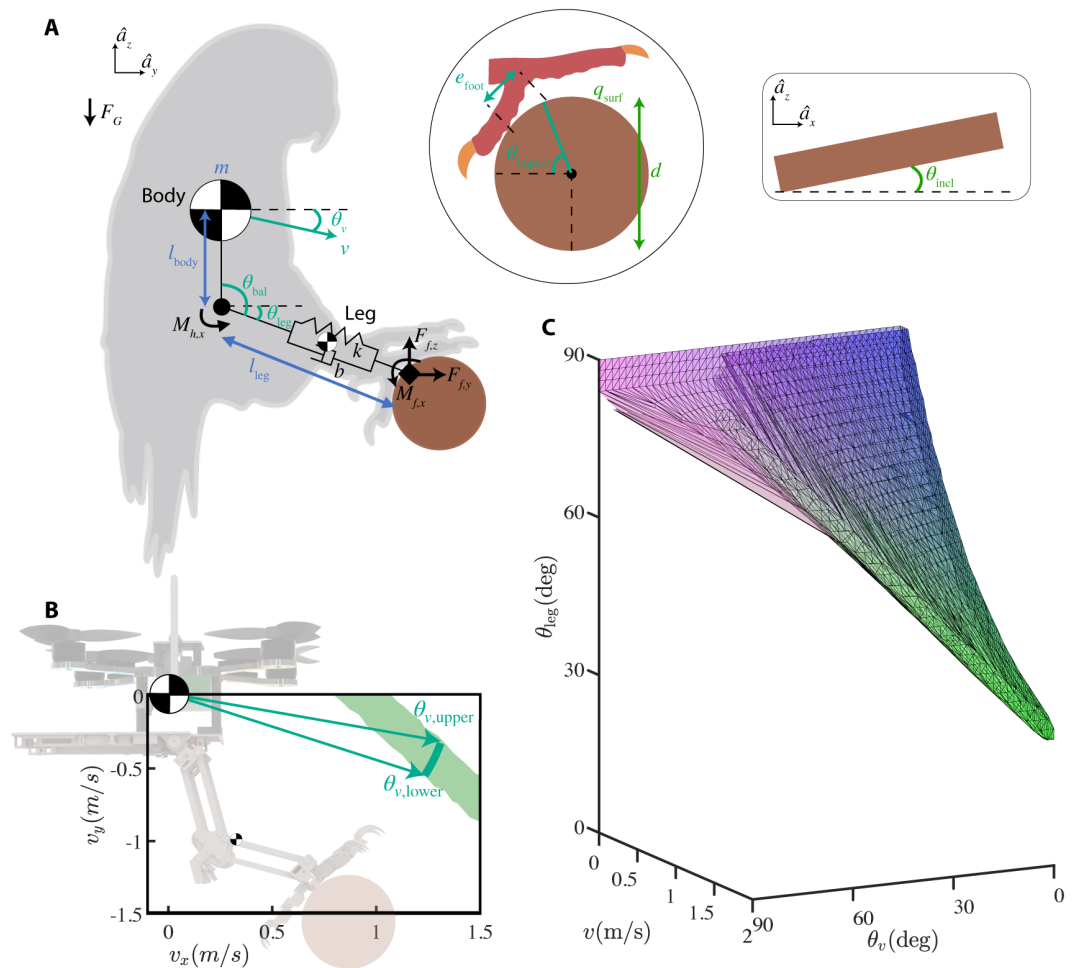 A
â_z
â_y
F_G
m
Body
θ_v
v
l_body
θ_bal
θ_leg
Leg
M_h,x
k
b
l_leg
F_f,z
F_f,y
M_f,x
e_foot
q_surf
d
â_z
â_x
θ_incl
B
0
-0.5
-1
-1.5
v_y(m/s)
θ_v,upper
θ_v,lower
0
0.5
1
1.5
v_x(m/s)
C
90
60
30
0
θ_leg(deg)
0
0.5
1
1.5
2
v(m/s)
90
60
30
0
θ_v(deg)